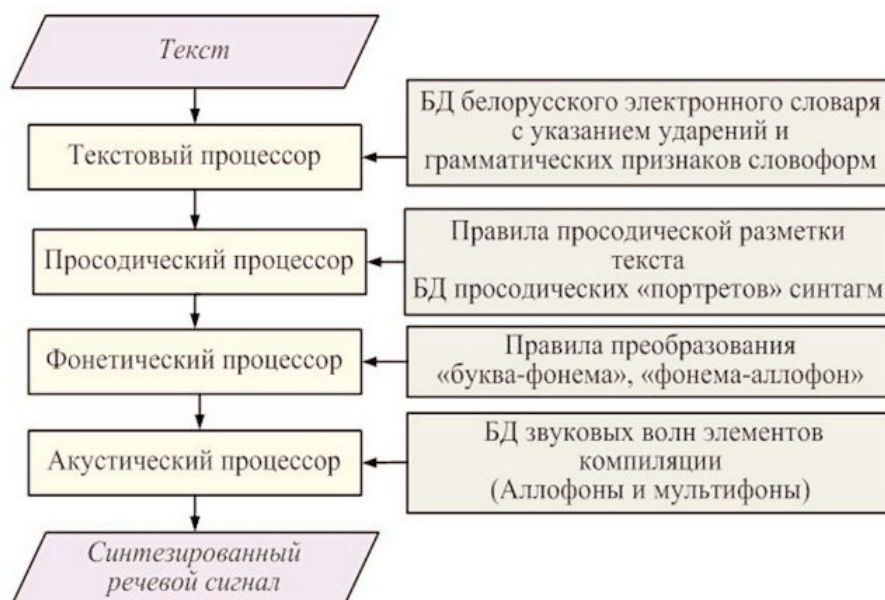 Текст
БД белорусского электронного словаря
с указанием ударений и
грамматических признаков словоформ
Текстовый процессор
Правила просодической разметки
текста
БД просодических «портретов» синтагм
Просодический процессор
Правила преобразования
«буква-фонема», «фонема-аллофон»
Фонетический процессор
БД звуковых волн элементов
компиляции
(Аллофоны и мультифоны)
Акустический процессор
Синтезированный
речевой сигнал